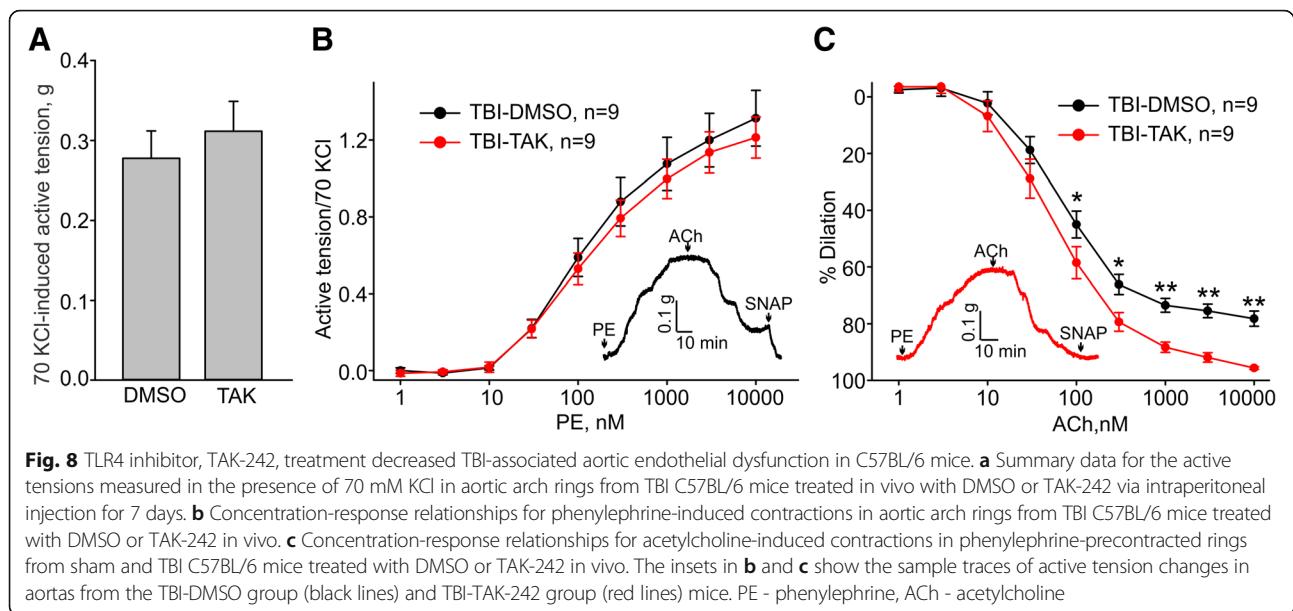 A
70 KCl-induced active tension, g
0.4
0.3
0.2
0.1
0.0
DMSO TAK
B
Active tension/70 KCl
1.2
0.8
0.4
0.0
TBI-DMSO, n=9
TBI-TAK, n=9
PE
ACh
SNAP
0.1 g
10 min
1 10 100 1000 10000
PE, nM
C
% Dilation
0
20
40
60
80
100
TBI-DMSO, n=9
TBI-TAK, n=9
* * ** ** **
PE
ACh
SNAP
0.1 g
10 min
1 10 100 1000 10000
ACh,nM
Fig. 8 TLR4 inhibitor, TAK-242, treatment decreased TBI-associated aortic endothelial dysfunction in C57BL/6 mice. a Summary data for the active
tensions measured in the presence of 70 mM KCl in aortic arch rings from TBI C57BL/6 mice treated in vivo with DMSO or TAK-242 via intraperitoneal
injection for 7 days. b Concentration-response relationships for phenylephrine-induced contractions in aortic arch rings from TBI C57BL/6 mice treated
with DMSO or TAK-242 in vivo. c Concentration-response relationships for acetylcholine-induced contractions in phenylephrine-precontracted rings
from sham and TBI C57BL/6 mice treated with DMSO or TAK-242 in vivo. The insets in b and c show the sample traces of active tension changes in
aortas from the TBI-DMSO group (black lines) and TBI-TAK-242 group (red lines) mice. PE - phenylephrine, ACh - acetylcholine